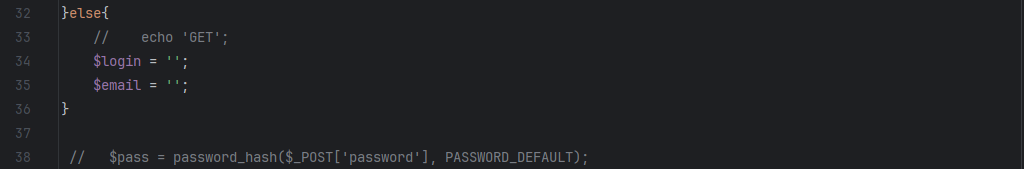 32 }else{
33 //    echo 'GET';
34 $login = '';
35 $email = '';
36 }
37
38 //   $pass = password_hash($_POST['password'], PASSWORD_DEFAULT);